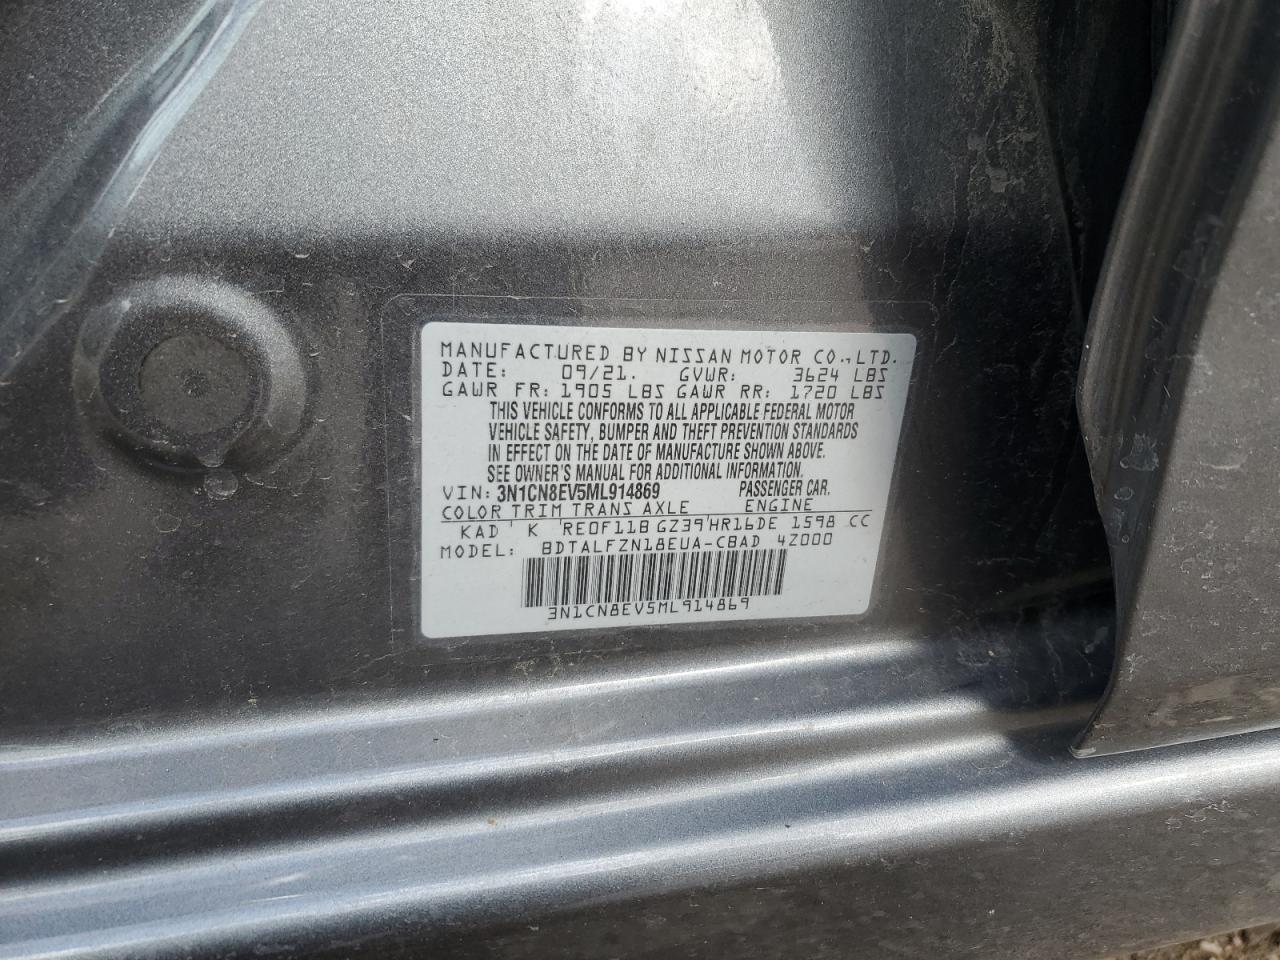 MANUFACTURED BY NISSAN MOTOR CO., LTD.
DATE: 09/21. GVWR: 3624 LBS
GAWR FR: 1905 LBS GAWR RR: 1720 LBS
THIS VEHICLE CONFORMS TO ALL APPLICABLE FEDERAL MOTOR
VEHICLE SAFETY, BUMPER AND THEFT PREVENTION STANDARDS
IN EFFECT ON THE DATE OF MANUFACTURE SHOWN ABOVE.
SEE OWNER'S MANUAL FOR ADDITIONAL INFORMATION.
VIN: 3N1CN8EV5ML914869 PASSENGER CAR.
COLOR TRIM TRANS AXLE ENGINE
KAD K RE0F11B GZ39 HR16DE 1598 CC
MODEL: BDTALFZN18EUA-CBAD 4Z000
3N1CN8EV5ML914869